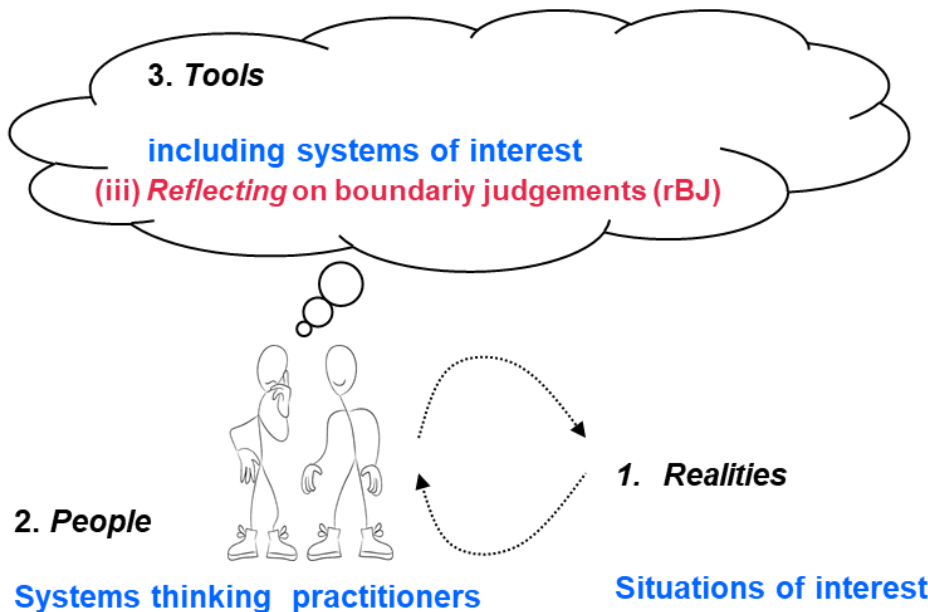 3. Tools
including systems of interest
(iii) Reflecting on boundariy judgements (rBJ)
1. Realities
2. People
Systems thinking practitioners
Situations of interest